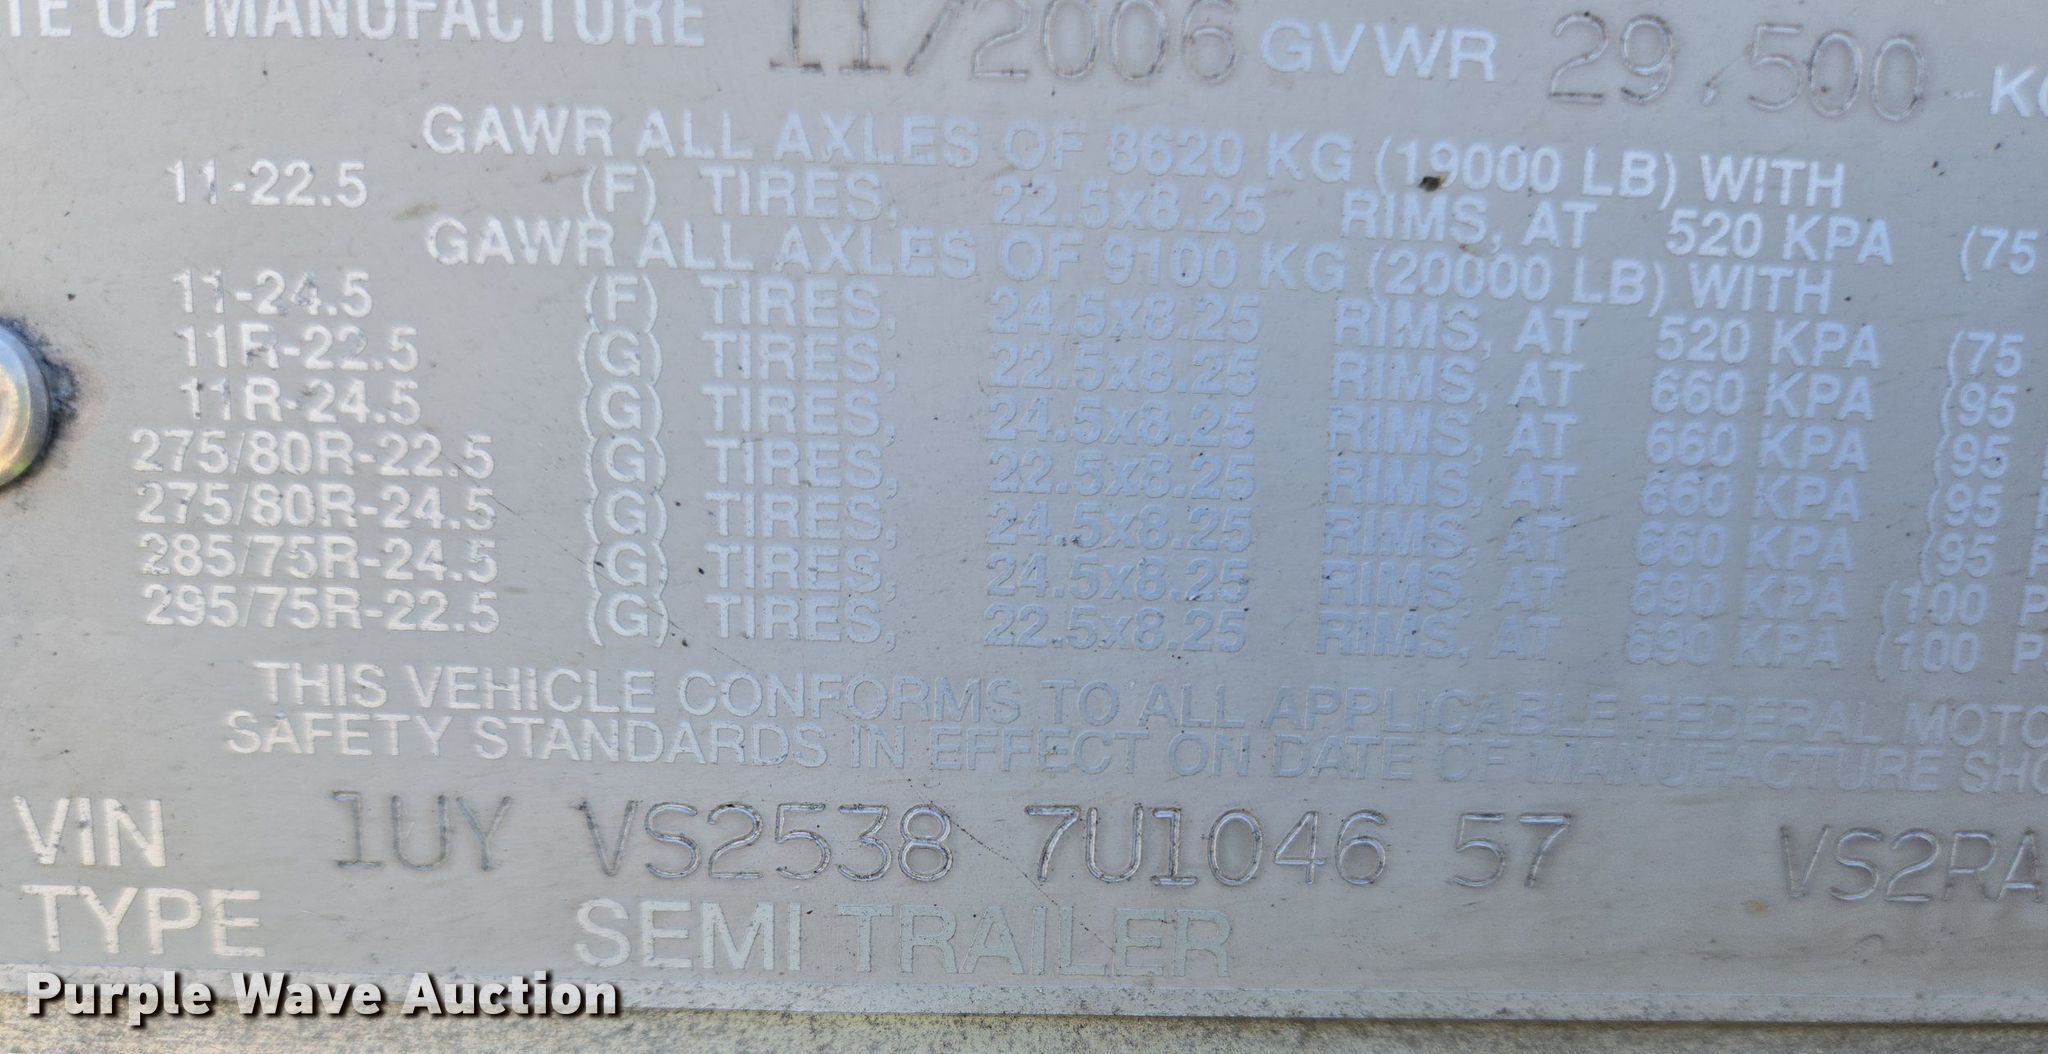 TE OF MANUFACTURE 11/2006 GVWR 29,500 KG
GAWR ALL AXLES OF 8620 KG (19000 LB) WITH
11-22.5 (F) TIRES, 22.5x8.25 RIMS, AT 520 KPA (75
GAWR ALL AXLES OF 9100 KG (20000 LB) WITH
11-24.5 (F) TIRES, 24.5x8.25 RIMS, AT 520 KPA (75
11R-22.5 (G) TIRES, 22.5x8.25 RIMS, AT 660 KPA (95
11R-24.5 (G) TIRES, 24.5x8.25 RIMS, AT 660 KPA (95
275/80R-22.5 (G) TIRES, 22.5x8.25 RIMS, AT 660 KPA (95
275/80R-24.5 (G) TIRES, 24.5x8.25 RIMS, AT 660 KPA (95 P
285/75R-24.5 (G) TIRES, 24.5x8.25 RIMS, AT 690 KPA (100 P
295/75R-22.5 (G) TIRES, 22.5x8.25 RIMS, AT 690 KPA (100 PS
THIS VEHICLE CONFORMS TO ALL APPLICABLE FEDERAL MOTO
SAFETY STANDARDS IN EFFECT ON DATE OF MANUFACTURE SHO
VIN 1UY VS2538 7U1046 57 VS2RA
TYPE SEMI TRAILER
Purple Wave Auction